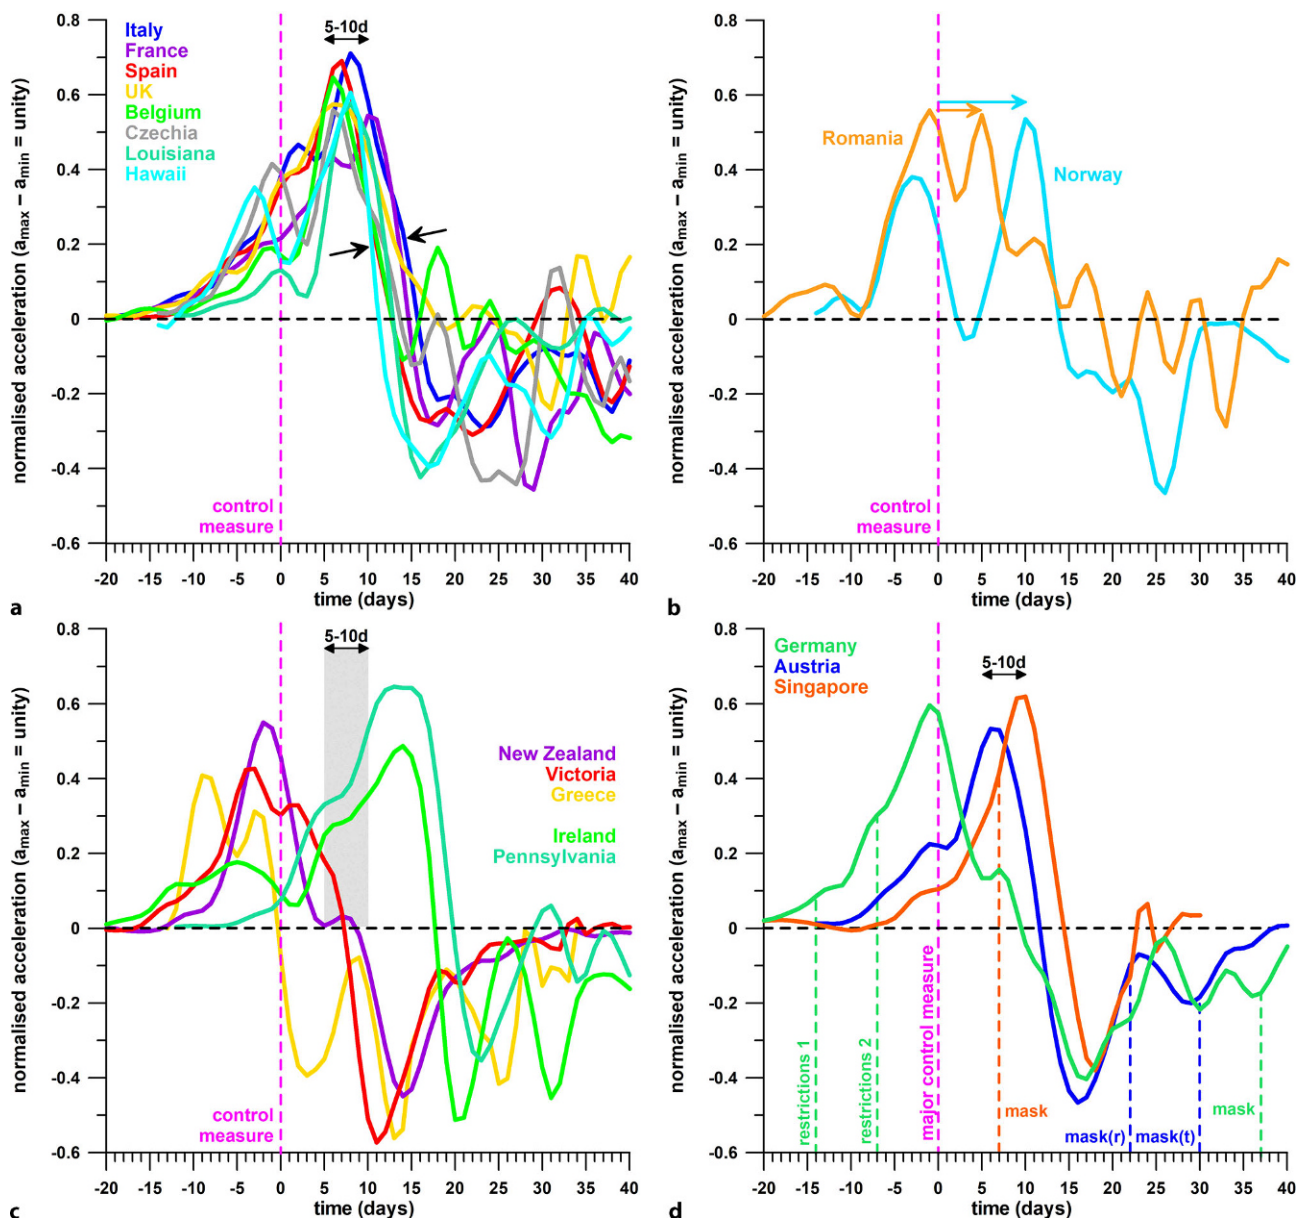 0.8
0.6
0.4
0.2
0
-0.2
-0.4
-0.6
normalised acceleration (amax – amin = unity)
Italy
France
Spain
UK
Belgium
Czechia
Louisiana
Hawaii
5-10d
control
measure
-20 -15 -10 -5 0 5 10 15 20 25 30 35 40
time (days)
a
0.8
0.6
0.4
0.2
0
-0.2
-0.4
-0.6
normalised acceleration (amax – amin = unity)
Romania
Norway
control
measure
-20 -15 -10 -5 0 5 10 15 20 25 30 35 40
time (days)
b
0.8
0.6
0.4
0.2
0
-0.2
-0.4
-0.6
normalised acceleration (amax – amin = unity)
5-10d
New Zealand
Victoria
Greece
Ireland
Pennsylvania
control
measure
-20 -15 -10 -5 0 5 10 15 20 25 30 35 40
time (days)
c
0.8
0.6
0.4
0.2
0
-0.2
-0.4
-0.6
normalised acceleration (amax – amin = unity)
Germany
Austria
Singapore
5-10d
restrictions 1
restrictions 2
major control measure
mask
mask(r)
mask(t)
mask
-20 -15 -10 -5 0 5 10 15 20 25 30 35 40
time (days)
d